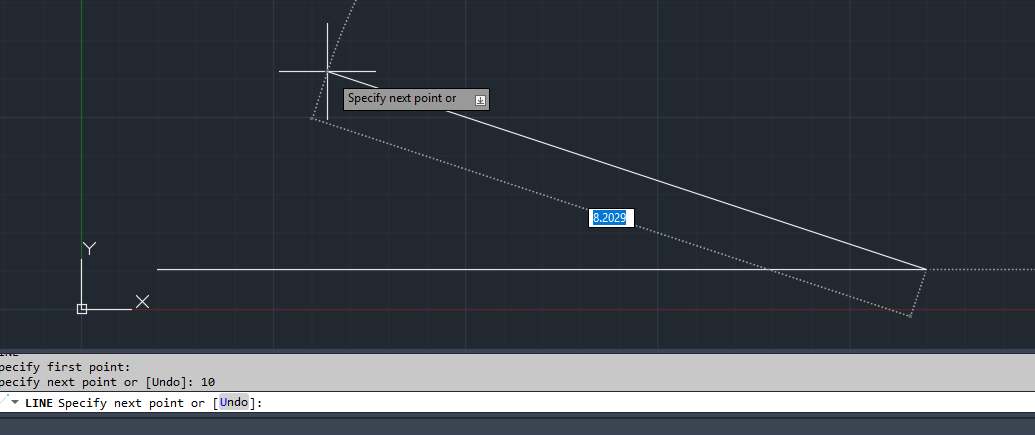 Specify next point or
8.2029
Y
X
INE
pecify first point:
pecify next point or [Undo]: 10
LINE Specify next point or [Undo]: